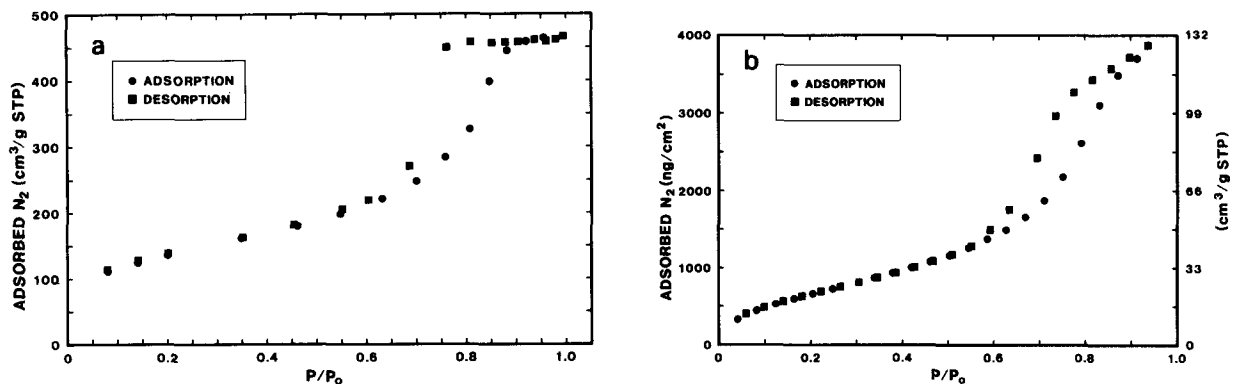 a
ADSORPTION
DESORPTION
ADSORBED N₂ (cm³/g STP)
500
400
300
200
100
0
0 0.2 0.4 0.6 0.8 1.0
P/P₀
b
ADSORPTION
DESORPTION
ADSORBED N₂ (ng/cm²)
4000
3000
2000
1000
0
132
99
66
33
0
(cm³/g STP)
0 0.2 0.4 0.6 0.8 1.0
P/P₀